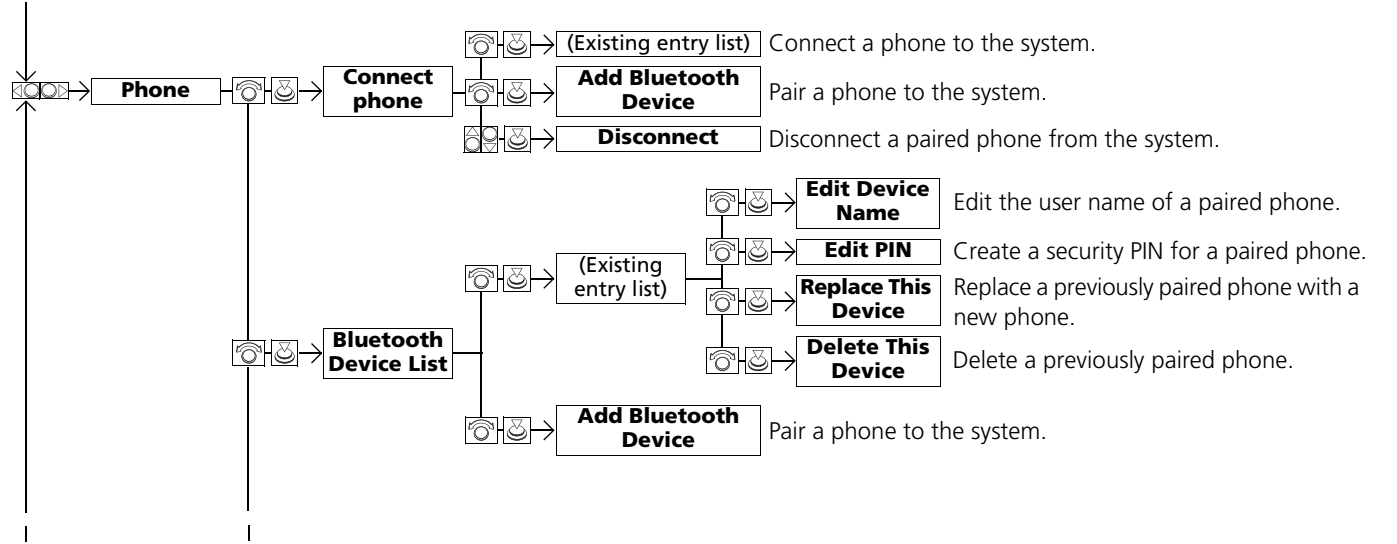 (Existing entry list) Connect a phone to the system.
Phone
Connect
phone
Add Bluetooth
Device
Pair a phone to the system.
Disconnect
Disconnect a paired phone from the system.
Edit Device
Name
Edit the user name of a paired phone.
Edit PIN
Create a security PIN for a paired phone.
(Existing
entry list)
Replace This
Device
Replace a previously paired phone with a
new phone.
Bluetooth
Device List
Delete This
Device
Delete a previously paired phone.
Add Bluetooth
Device
Pair a phone to the system.